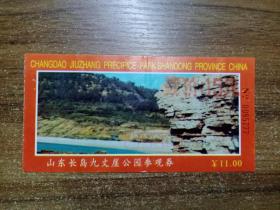 CHANGDAO JIUZHANG PRECIPICE PARK SHANDONG PROVINCE CHINA
山东长岛九丈崖公园参观券
￥11.00